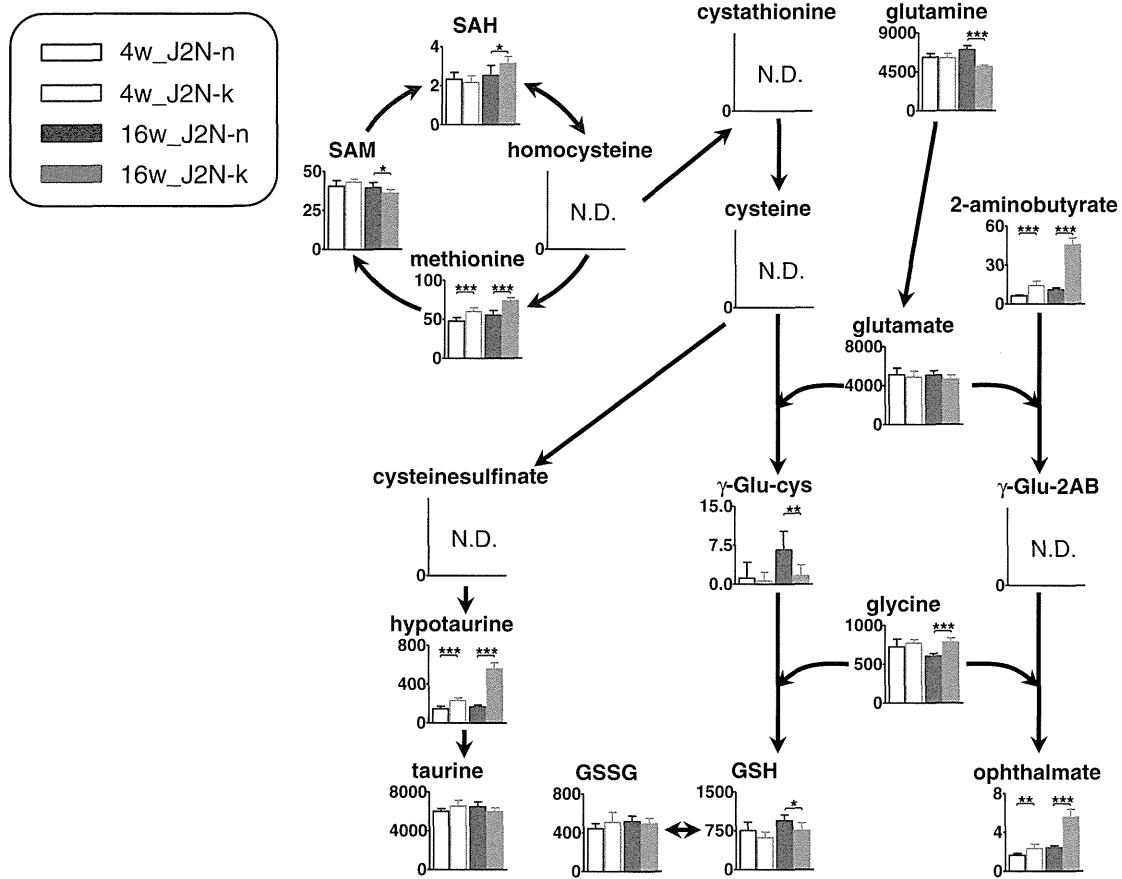 4w_J2N-n
4w_J2N-k
16w_J2N-n
16w_J2N-k
SAH
4
2
0
*
SAM
50
25
0
*
homocysteine
N.D.
0
methionine
100
50
0
*** ***
cystathionine
N.D.
0
glutamine
9000
4500
0
***
cysteine
N.D.
0
2-aminobutyrate
60
30
0
*** ***
glutamate
8000
4000
0
cysteinesulfinate
N.D.
0
γ-Glu-cys
15.0
7.5
0.0
**
γ-Glu-2AB
N.D.
0
hypotaurine
800
400
0
*** ***
glycine
1000
500
0
***
taurine
8000
4000
0
GSSG
800
400
0
GSH
1500
750
0
*
ophthalmate
8
4
0
** ***